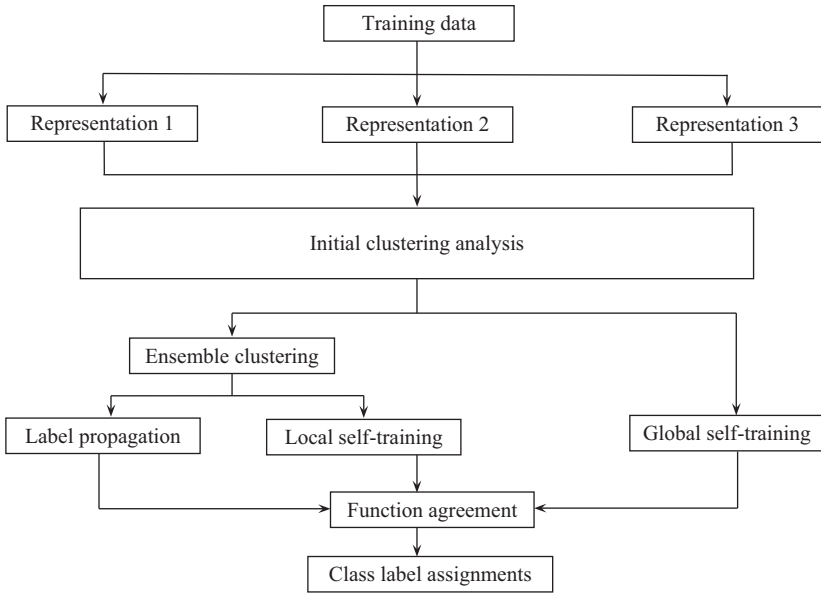 Training data
Representation 1
Representation 2
Representation 3
Initial clustering analysis
Ensemble clustering
Label propagation
Local self-training
Global self-training
Function agreement
Class label assignments